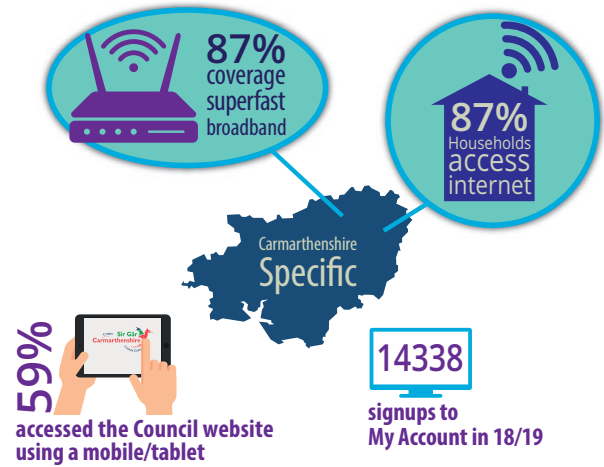 87%
coverage
superfast
broadband
87%
Households
access
internet
Carmarthenshire
Specific
59%
Sir Gâr
Carmarthenshire
accessed the Council website
using a mobile/tablet
14338
signups to
My Account in 18/19